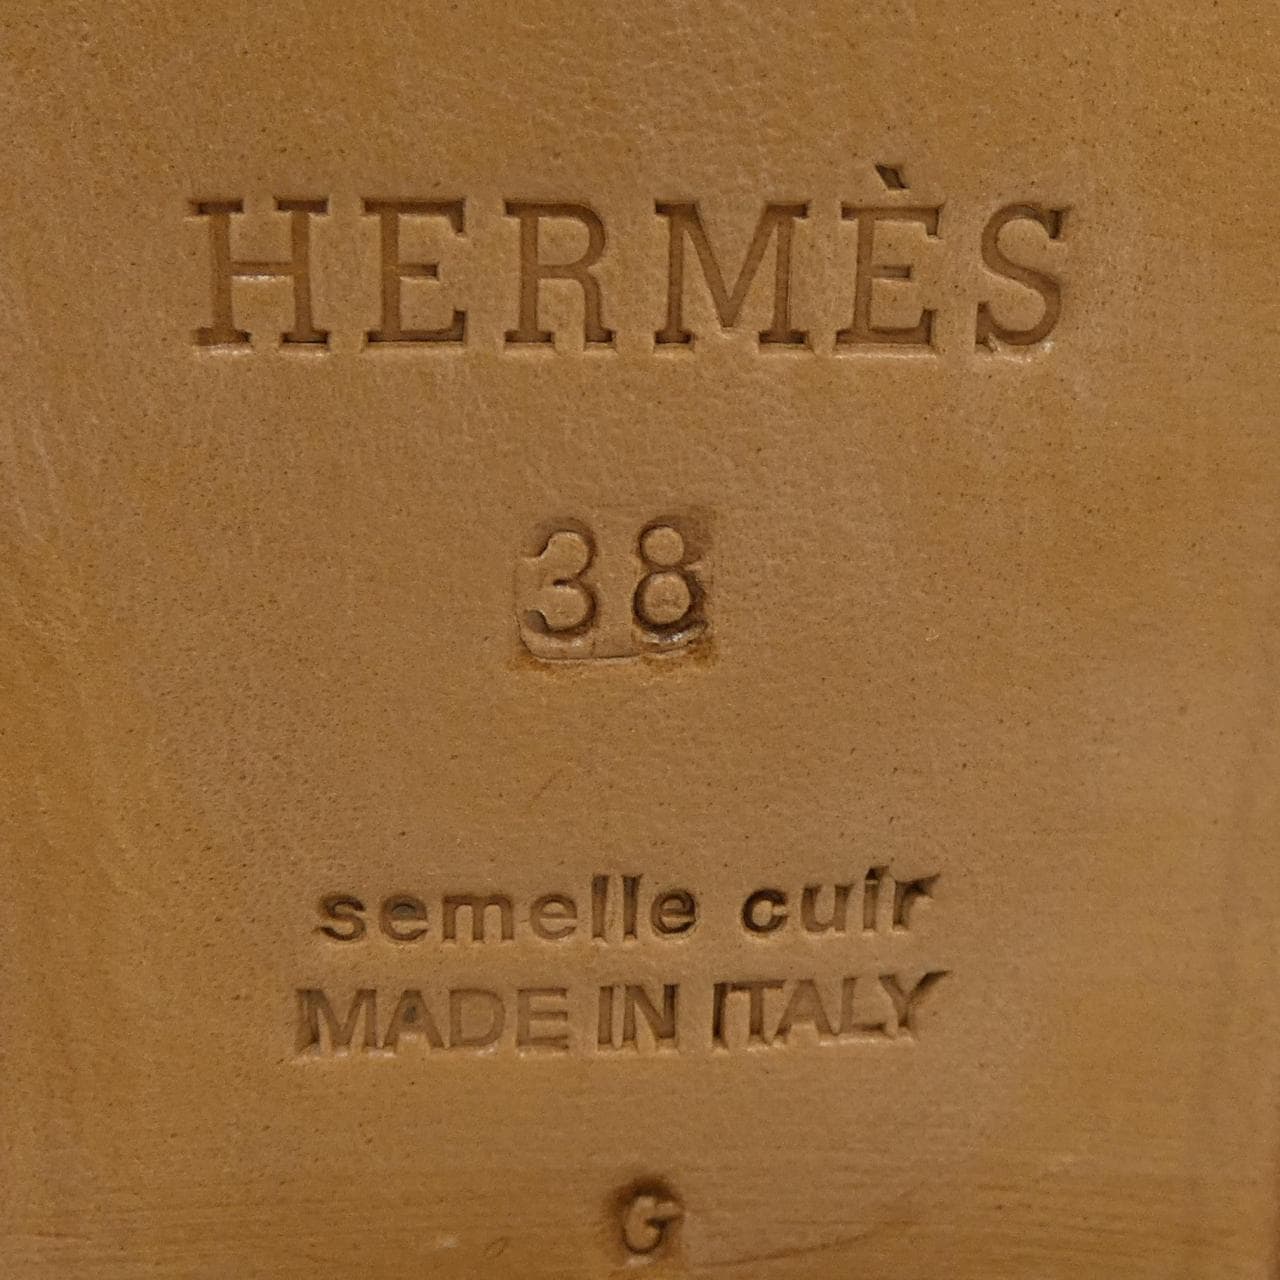 HERMÈS
38
semelle cuir
MADE IN ITALY
G